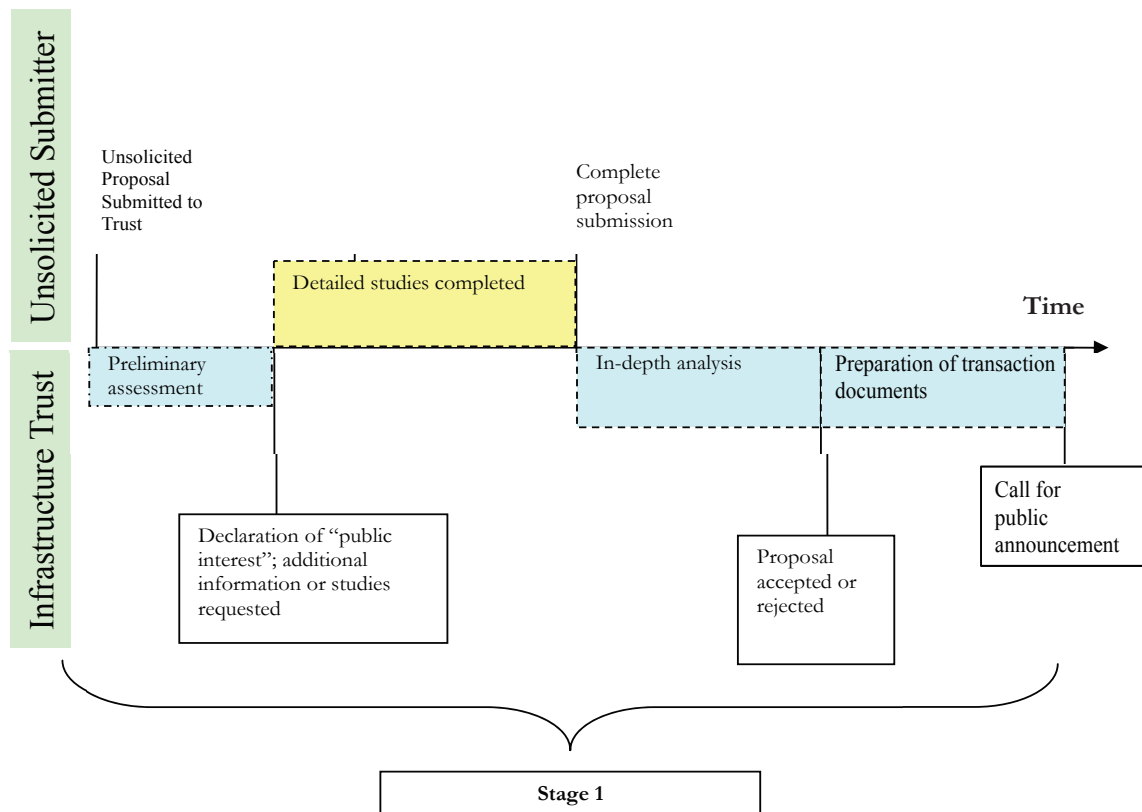 Unsolicited Submitter
Unsolicited
Proposal
Submitted to
Trust
Complete
proposal
submission
Detailed studies completed
Time
Infrastructure Trust
Preliminary
assessment
In-depth analysis
Preparation of transaction
documents
Declaration of “public
interest”; additional
information or studies
requested
Proposal
accepted or
rejected
Call for
public
announcement
Stage 1